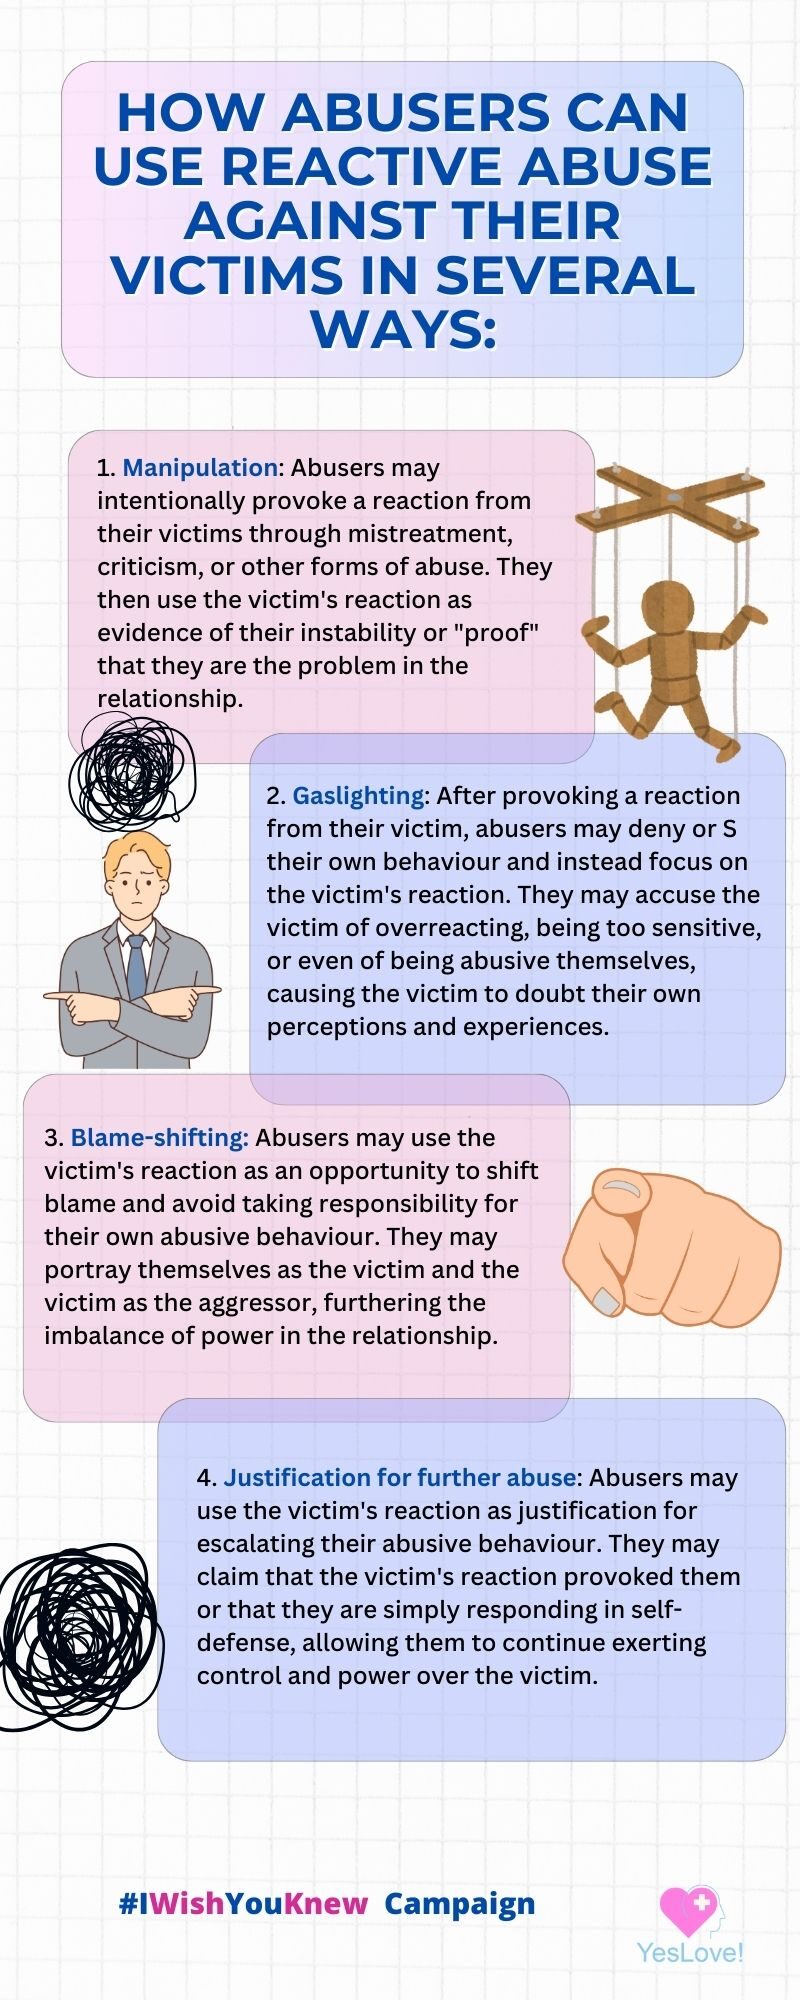 HOW ABUSERS CAN
USE REACTIVE ABUSE
AGAINST THEIR
VICTIMS IN SEVERAL
WAYS:
1. Manipulation: Abusers may
intentionally provoke a reaction from
their victims through mistreatment,
criticism, or other forms of abuse. They
then use the victim's reaction as
evidence of their instability or "proof"
that they are the problem in the
relationship.
2. Gaslighting: After provoking a reaction
from their victim, abusers may deny or S
their own behaviour and instead focus on
the victim's reaction. They may accuse the
victim of overreacting, being too sensitive,
or even of being abusive themselves,
causing the victim to doubt their own
perceptions and experiences.
3. Blame-shifting: Abusers may use the
victim's reaction as an opportunity to shift
blame and avoid taking responsibility for
their own abusive behaviour. They may
portray themselves as the victim and the
victim as the aggressor, furthering the
imbalance of power in the relationship.
4. Justification for further abuse: Abusers may
use the victim's reaction as justification for
escalating their abusive behaviour. They may
claim that the victim's reaction provoked them
or that they are simply responding in self-
defense, allowing them to continue exerting
control and power over the victim.
#IWishYouKnew Campaign
YesLove!